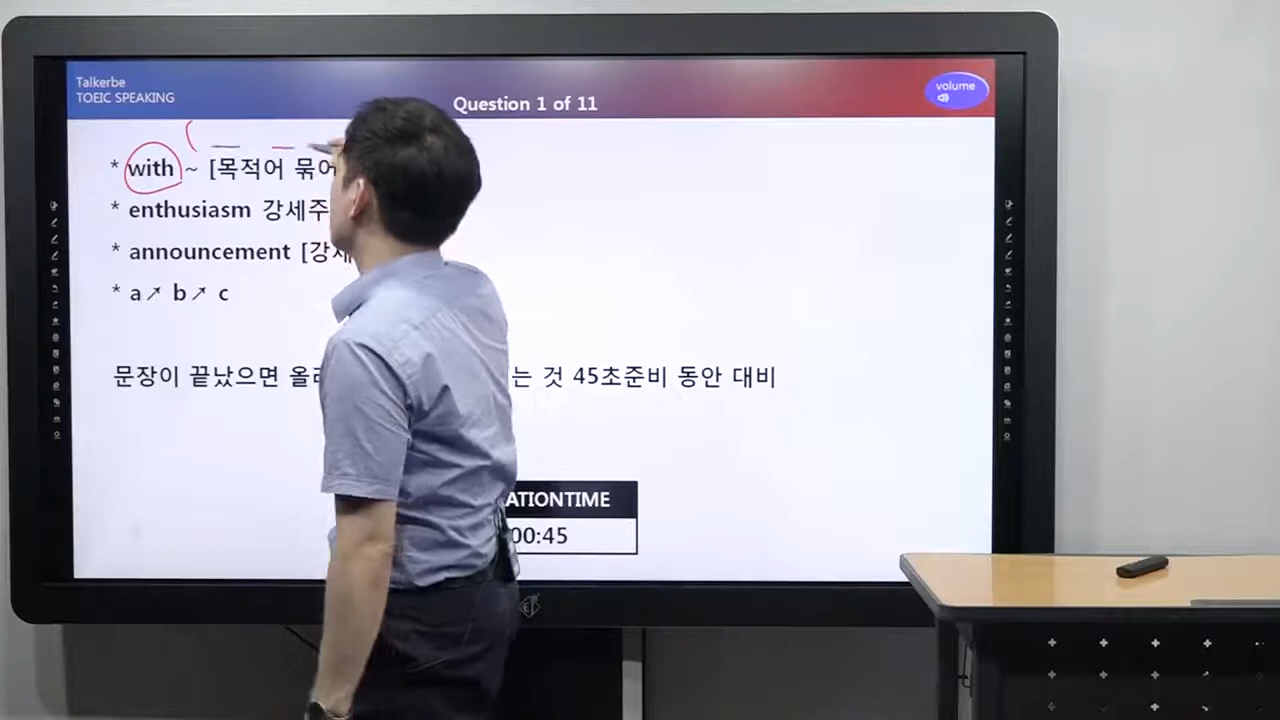 Talkerbe
TOEIC SPEAKING
Question 1 of 11
volume
* with ~ [목적어 묶어
* enthusiasm 강세주
* announcement [강세
* a↗ b↗ c
문장이 끝났으면 는 것 45초준비 동안 대비
ATIONTIME
00:45